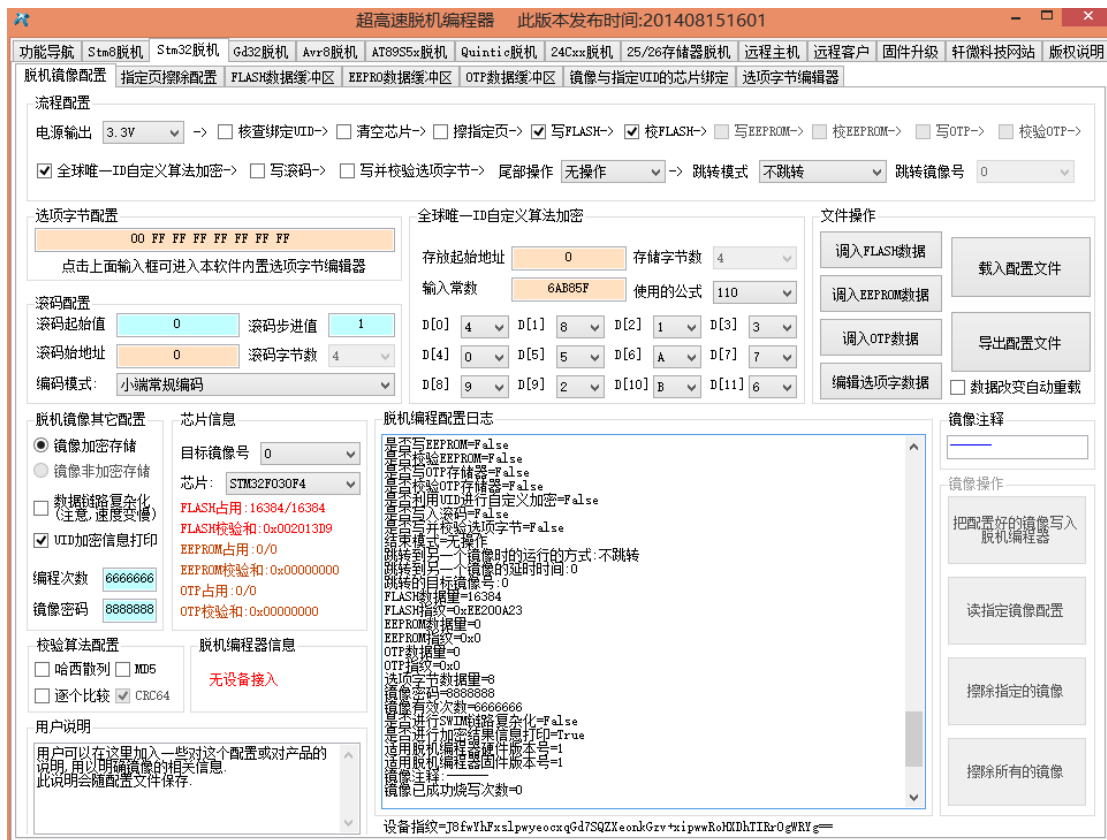 超高速脱机编程器 此版本发布时间:201408151601
功能导航 Stm8脱机 Stm32脱机 Gd32脱机 Avr8脱机 AT89S5x脱机 Quintic脱机 24Cxx脱机 25/26存储器脱机 远程主机 远程客户 固件升级 轩微科技网站 版权说明
脱机镜像配置 指定页擦除配置 FLASH数据缓冲区 EEPRO数据缓冲区 OTP数据缓冲区 镜像与指定UID的芯片绑定 选项字节编辑器
流程配置
电源输出 3.3V -> 核查绑定UID-> 清空芯片-> 擦指定页-> 写FLASH-> 校FLASH-> 写EEPROM-> 校EEPROM-> 写OTP-> 校验OTP->
全球唯一ID自定义算法加密-> 写滚码-> 写并校验选项字节-> 尾部操作 无操作 -> 跳转模式 不跳转 跳转镜像号 0
选项字节配置
00 FF FF FF FF FF FF FF
点击上面输入框可进入本软件内置选项字节编辑器
滚码配置
滚码起始值 0 滚码步进值 1
滚码始地址 0 滚码字节数 4
编码模式: 小端常规编码
全球唯一ID自定义算法加密
存放起始地址 0 存储字节数 4
输入常数 6AB85F 使用的公式 110
D[0] 4 D[1] 8 D[2] 1 D[3] 3
D[4] 0 D[5] 5 D[6] A D[7] 7
D[8] 9 D[9] 2 D[10] B D[11] 6
文件操作
调入FLASH数据
调入EEPROM数据
调入OTP数据
编辑选项字数据
载入配置文件
导出配置文件
数据改变自动重载
脱机镜像其它配置
镜像加密存储
镜像非加密存储
数据链路复杂化
(注意,速度变慢)
UID加密信息打印
编程次数 6666666
镜像密码 8888888
芯片信息
目标镜像号 0
芯片: STM32F030F4
FLASH占用:16384/16384
FLASH校验和:0x002013D9
EEPROM占用:0/0
EEPROM校验和:0x00000000
OTP占用:0/0
OTP校验和:0x00000000
校验算法配置
哈西散列 MD5
逐个比较 CRC64
脱机编程器信息
无设备接入
用户说明
用户可以在这里加入一些对这个配置或对产品的
说明,用以明确镜像的相关信息.
此说明会随配置文件保存.
脱机编程配置日志
是否写EEPROM=False
是否校验EEPROM=False
是否写OTP存储器=False
是否校验OTP存储器=False
是否利用UID进行自定义加密=False
是否写入滚码=False
是否写并校验选项字节=False
结束模式=无操作
跳转到另一个镜像时的运行的方式:不跳转
跳转到另一个镜像的延时时间:0
跳转的目标镜像号:0
FLASH数据量=16384
FLASH指纹=0xEE200A23
EEPROM数据量=0
EEPROM指纹=0x0
OTP数据量=0
OTP指纹=0x0
选项字节数据量=8
镜像密码=8888888
镜像有效次数=6666666
是否进行SWIM链路复杂化=False
是否进行加密结果信息打印=True
适用脱机编程器硬件版本号=1
适用脱机编程器固件版本号=1
镜像注释:———
镜像已成功烧写次数=0
镜像注释
———
镜像操作
把配置好的镜像写入
脱机编程器
读指定镜像配置
擦除指定的镜像
擦除所有的镜像
设备指纹=J8fwYhFxslpwyeocxqGd7SQZXeonkGzv+xipwwRoHXDhTIRrOgWRYg==